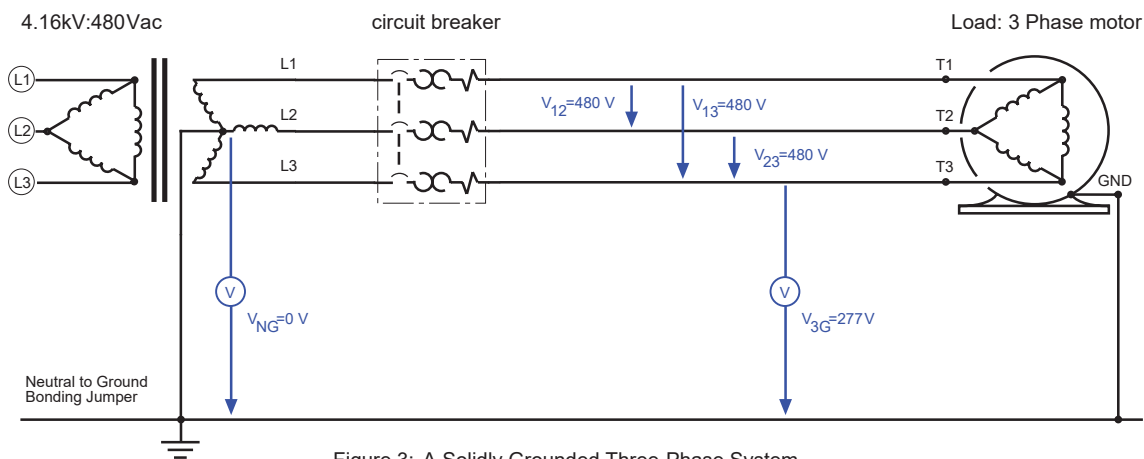 4.16kV:480Vac
circuit breaker
Load: 3 Phase motor
L1
L1
T1
V12=480 V
V13=480 V
L2
L2
T2
V23=480 V
L3
L3
T3
GND
V
V
VNG=0 V
V3G=277V
Neutral to Ground
Bonding Jumper
Figure 3: A Solidly Grounded Three-Phase System